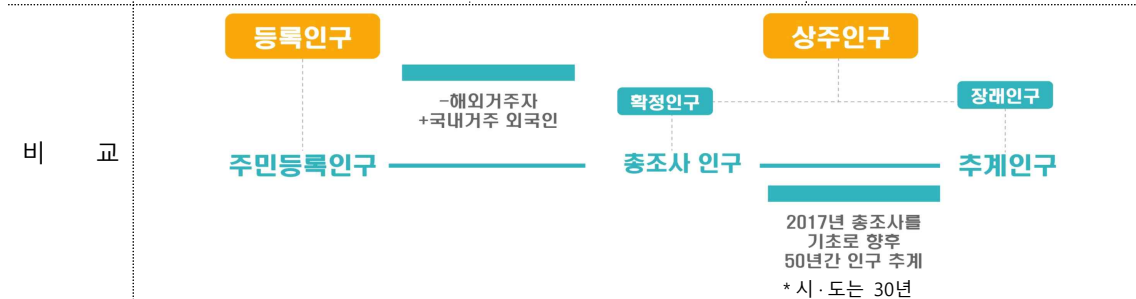 등록인구
상주인구
-해외거주자
+국내거주 외국인
확정인구
장래인구
비 교
주민등록인구
총조사 인구
추계인구
2017년 총조사를
기초로 향후
50년간 인구 추계
* 시·도는 30년